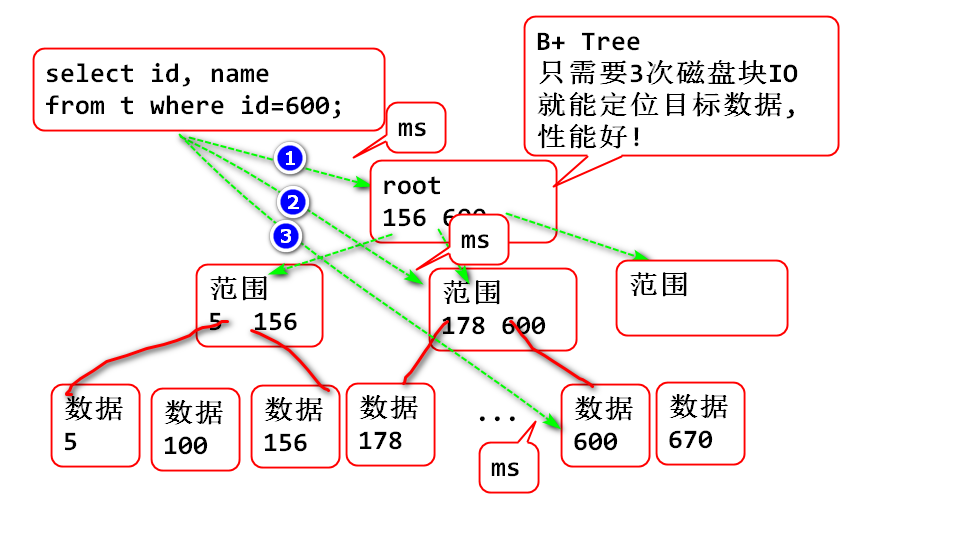 select id, name
from t where id=600;
B+ Tree
只需要3次磁盘块IO
就能定位目标数据,
性能好!
ms
1
root
156 600
2
3
ms
范围
5 156
范围
178 600
范围
数据
5
数据
100
数据
156
数据
178
...
数据
600
数据
670
ms